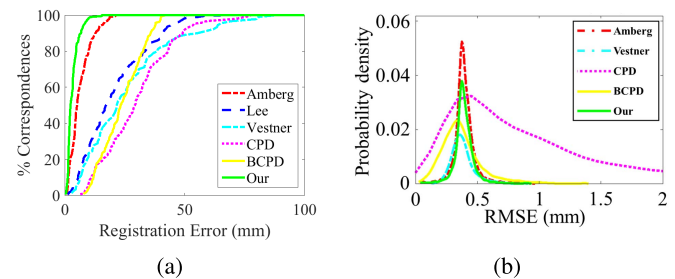 100
80
60
40
20
0
% Correspondences
0 50 100
Registration Error (mm)
Amberg
Lee
Vestner
CPD
BCPD
Our
(a)
0.06
0.04
0.02
0
Probability density
0 0.5 1 1.5 2
RMSE (mm)
Amberg
Vestner
CPD
BCPD
Our
(b)